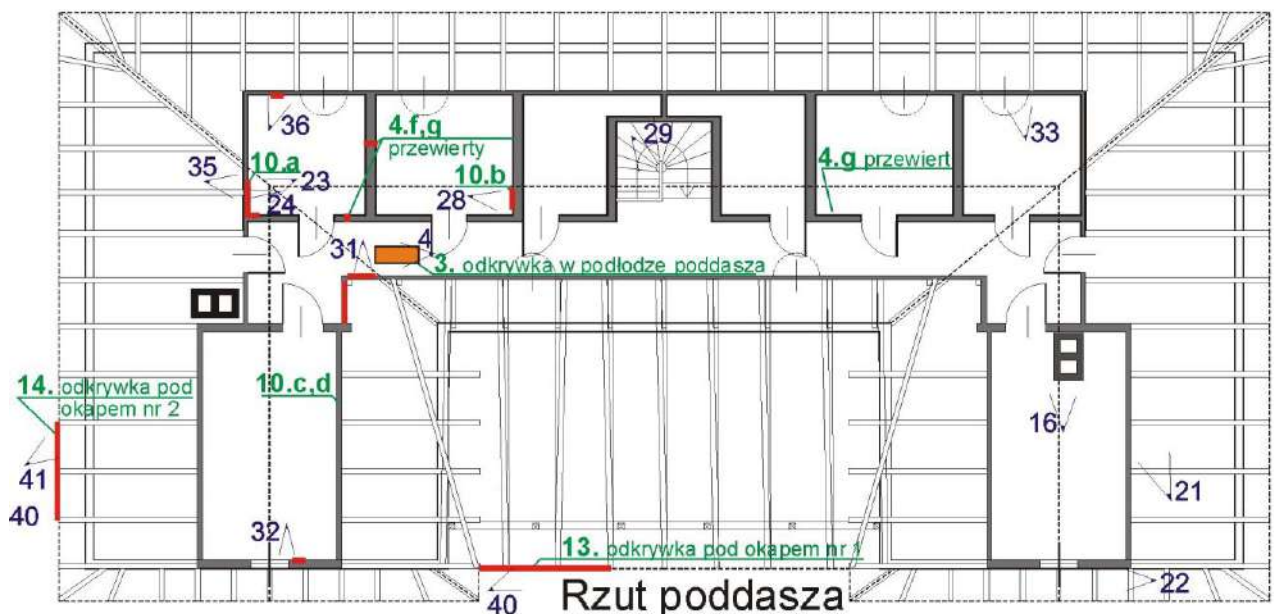 36
4.f,g
przewierty
29
33
35
10.a
23
24
10.b
28
4.g przewiert
31
4
3. odkrywka w podłodze poddasza
14. odkrywka pod
okapem nr 2
10.c,d
16
41
40
21
32
13. odkrywka pod okapem nr 1
22
40
Rzut poddasza